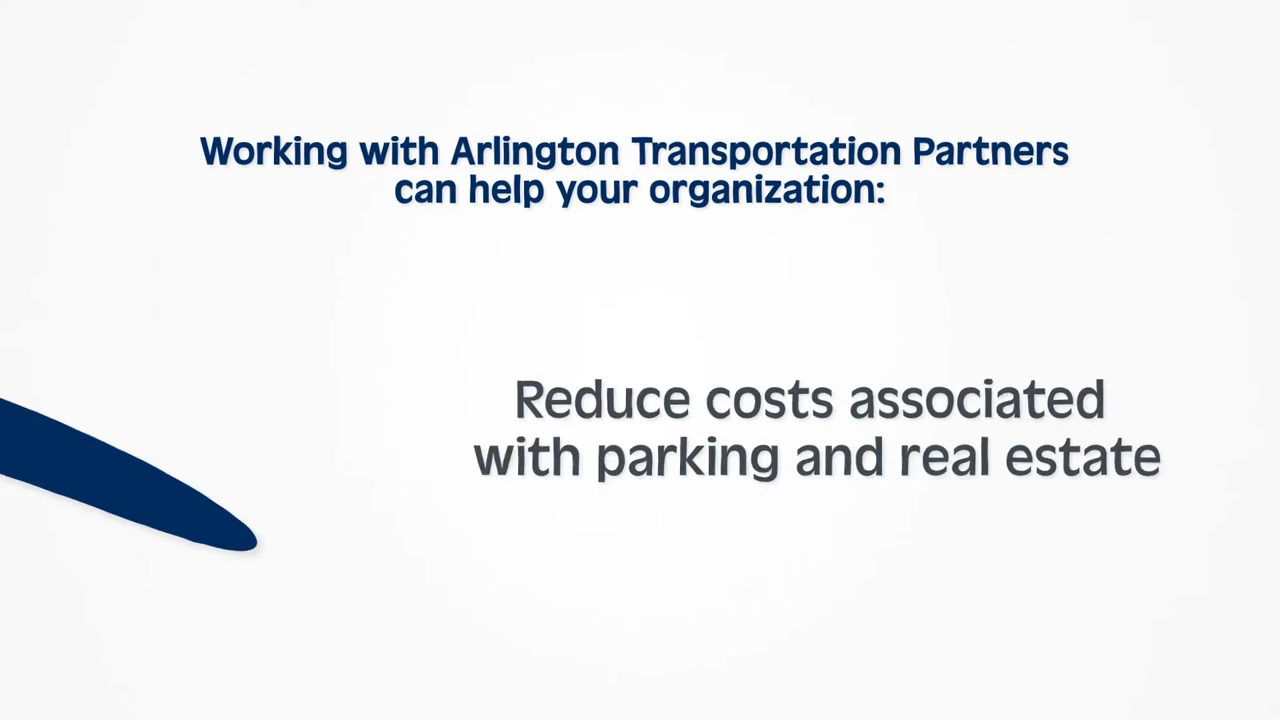 Working with Arlington Transportation Partners
can help your organization:
Reduce costs associated
with parking and real estate